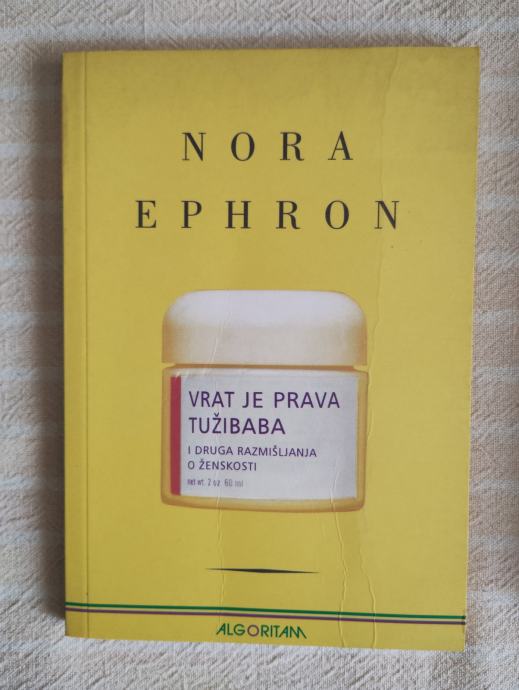 NORA
EPHRON
VRAT JE PRAVA
TUŽIBABA
I DRUGA RAZMIŠLJANJA
O ŽENSKOSTI
net wt. 2 oz 60 ml
ALGORITAM